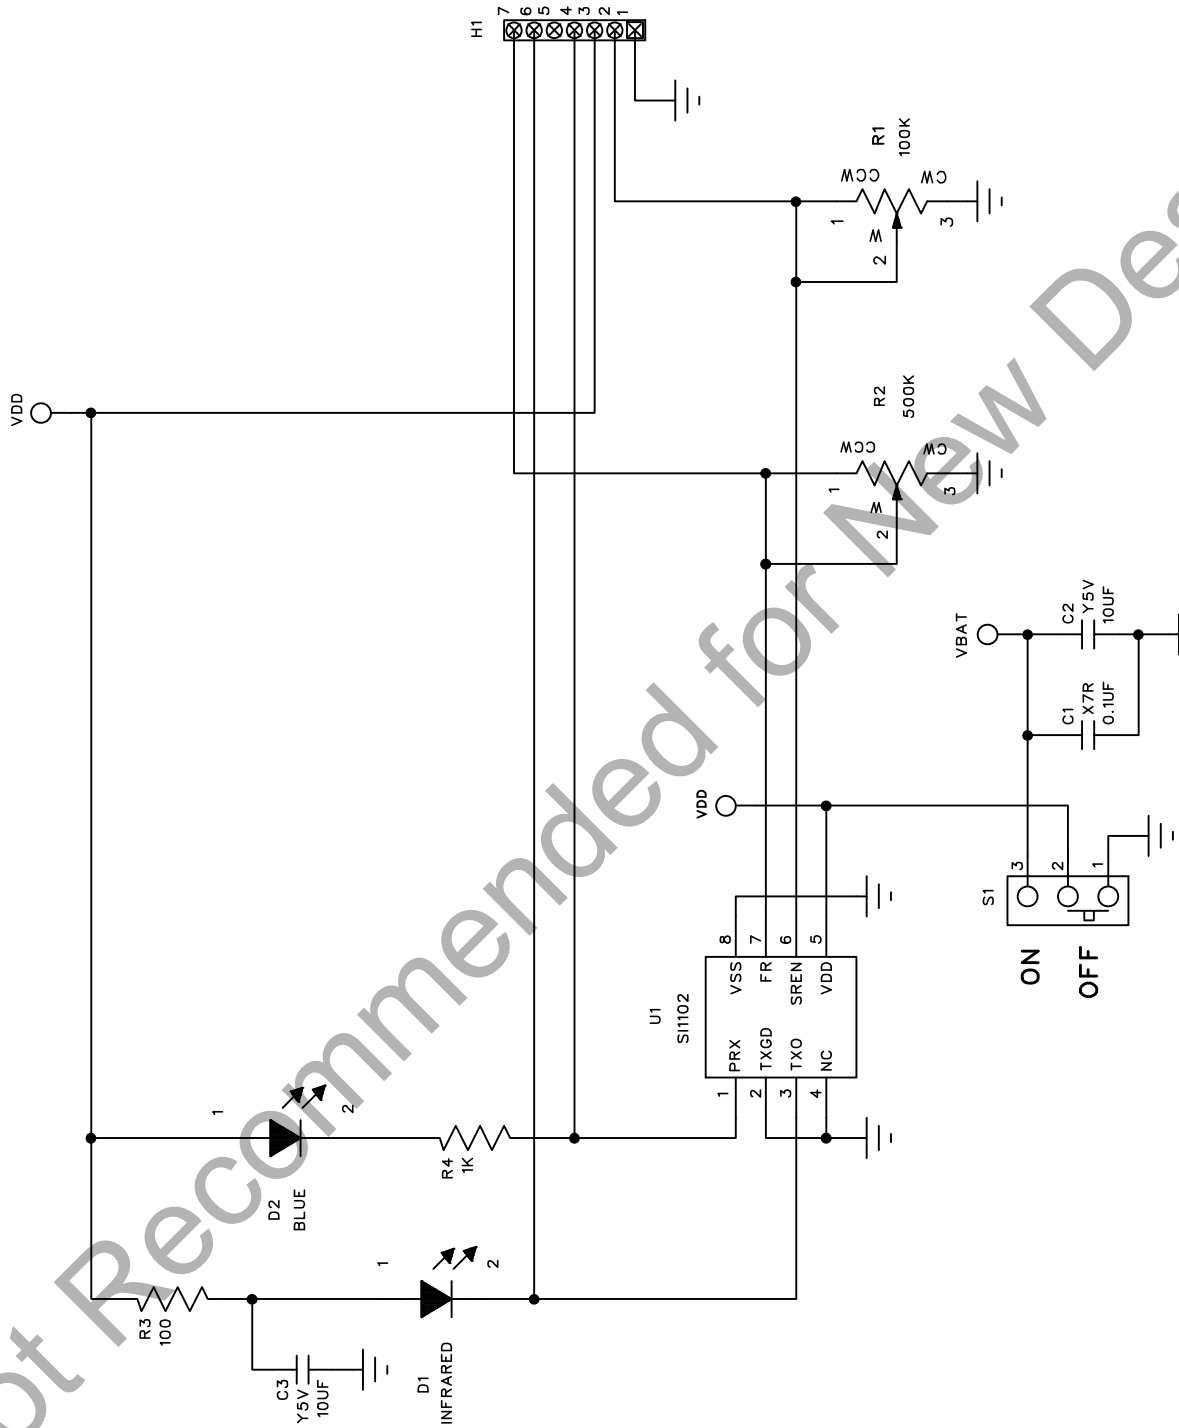 H1
7
6
5
4
3
2
1
R1
100K
CCW
CW
1
W
2
3
VDD
R2
500K
CCW
CW
1
W
2
3
VBAT
C2
Y5V
10UF
C1
X7R
0.1UF
VDD
S1
3
2
1
ON
OFF
U1
SI1102
8
7
6
5
VSS
FR
SREN
VDD
PRX
TXGD
TXO
NC
1
2
3
4
D2
BLUE
1
2
R4
1K
R3
100
C3
Y5V
10UF
D1
INFRARED
1
2
ot Recommended for New Des